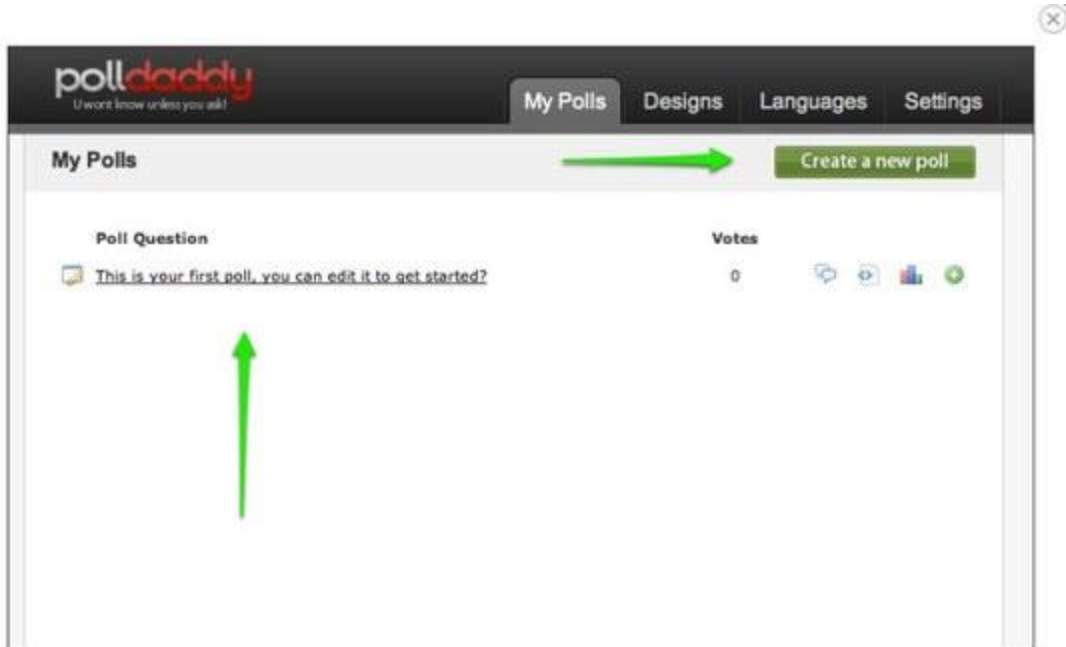 polldaddy
U wont know unless you ask!
My Polls Designs Languages Settings
My Polls
Create a new poll
Poll Question Votes
This is your first poll, you can edit it to get started? 0